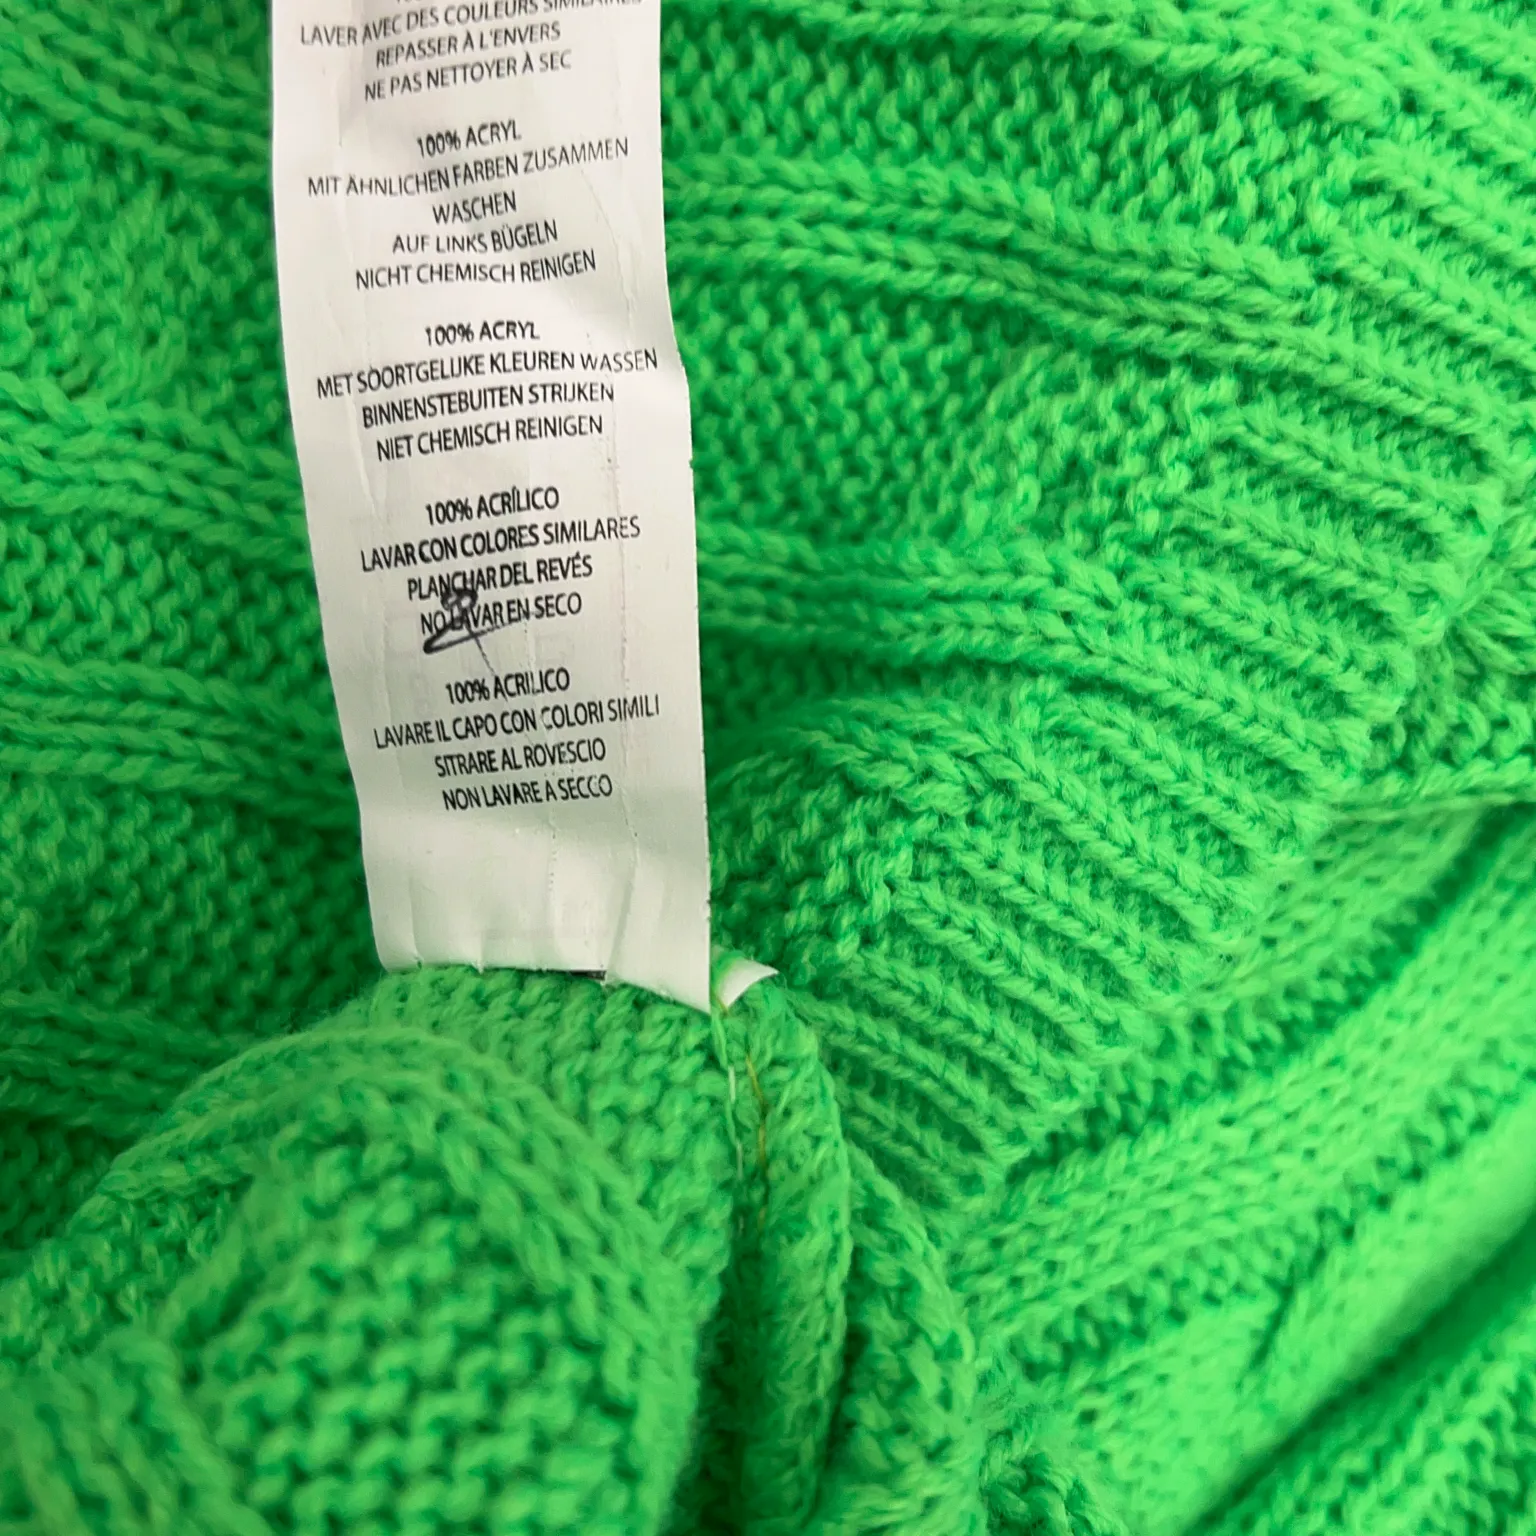 LAVER AVEC DES COULEURS SIMILAIRES
REPASSER À L'ENVERS
NE PAS NETTOYER À SEC
100% ACRYL
MIT ÄHNLICHEN FARBEN ZUSAMMEN
WASCHEN
AUF LINKS BÜGELN
NICHT CHEMISCH REINIGEN
100% ACRYL
MET SOORTGELIJKE KLEUREN WASSEN
BINNENSTEBUITEN STRIJKEN
NIET CHEMISCH REINIGEN
100% ACRÍLICO
LAVAR CON COLORES SIMILARES
PLANCHAR DEL REVÉS
NO LAVAR EN SECO
100% ACRILICO
LAVARE IL CAPO CON COLORI SIMILI
SITRARE AL ROVESCIO
NON LAVARE A SECCO